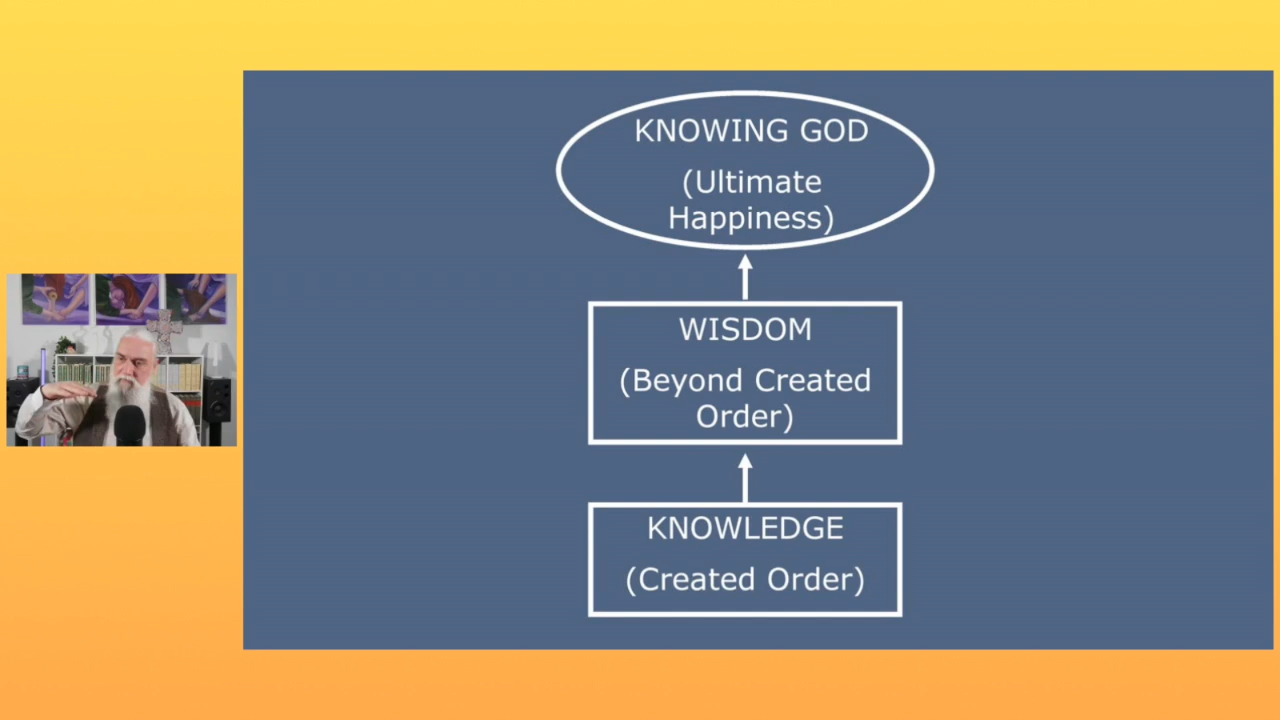 KNOWING GOD
(Ultimate
Happiness)
WISDOM
(Beyond Created
Order)
KNOWLEDGE
(Created Order)